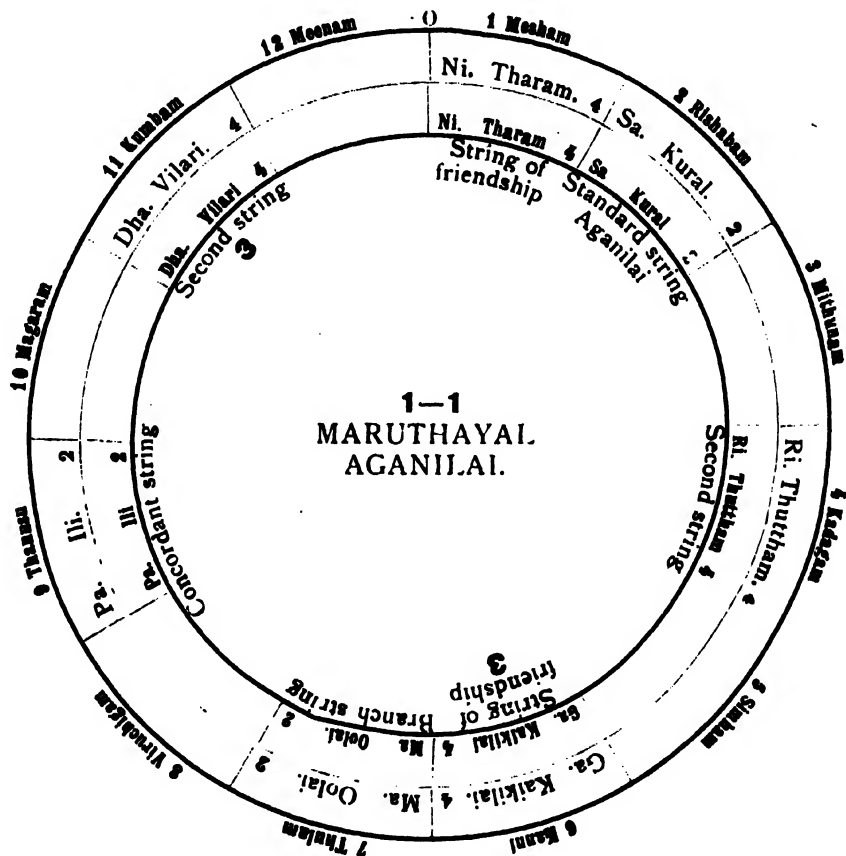 0
1 Mesham
2 Rishabam
3 Mithunam
4 Kadagam
5 Simham
6 Kanni
7 Thulam
8 Viruchigam
9 Thanusu
10 Magaram
11 Kumbam
12 Meenam
Ni. Tharam. 4
Sa. Kural. 2
Ri. Thuttham. 4
Ga. Kaikilai. 4
Ma. Oolai. 2
Pa. Ili. 2
Dha. Vilari. 4
Ni. Tharam 4
String of
friendship
Sa Kural
Standard string
Aganilai
Ri. Thuttham 4
Second string
Ga. Kaikilai 4
String of
friendship
3
Ma Oolai. 2
Branch string
Pa. Ili 2
Concordant string
Dha. Vilari 4
Second string
3
1—1
MARUTHAYAL
AGANILAI.